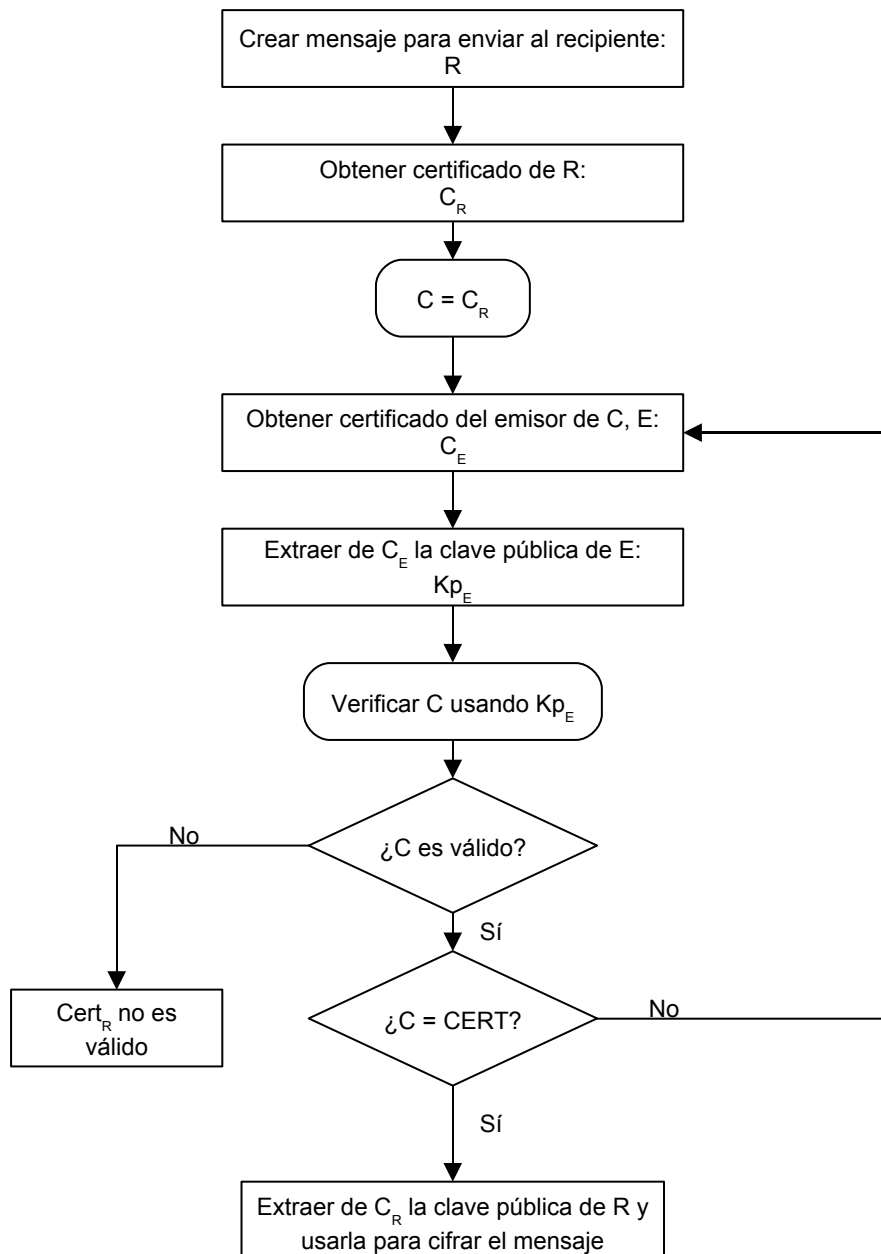 Crear mensaje para enviar al recipiente:
R
Obtener certificado de R:
C_R
C = C_R
Obtener certificado del emisor de C, E:
C_E
Extraer de C_E la clave pública de E:
Kp_E
Verificar C usando Kp_E
¿C es válido?
No
Sí
Cert_R no es
válido
¿C = CERT?
No
Sí
Extraer de C_R la clave pública de R y
usarla para cifrar el mensaje